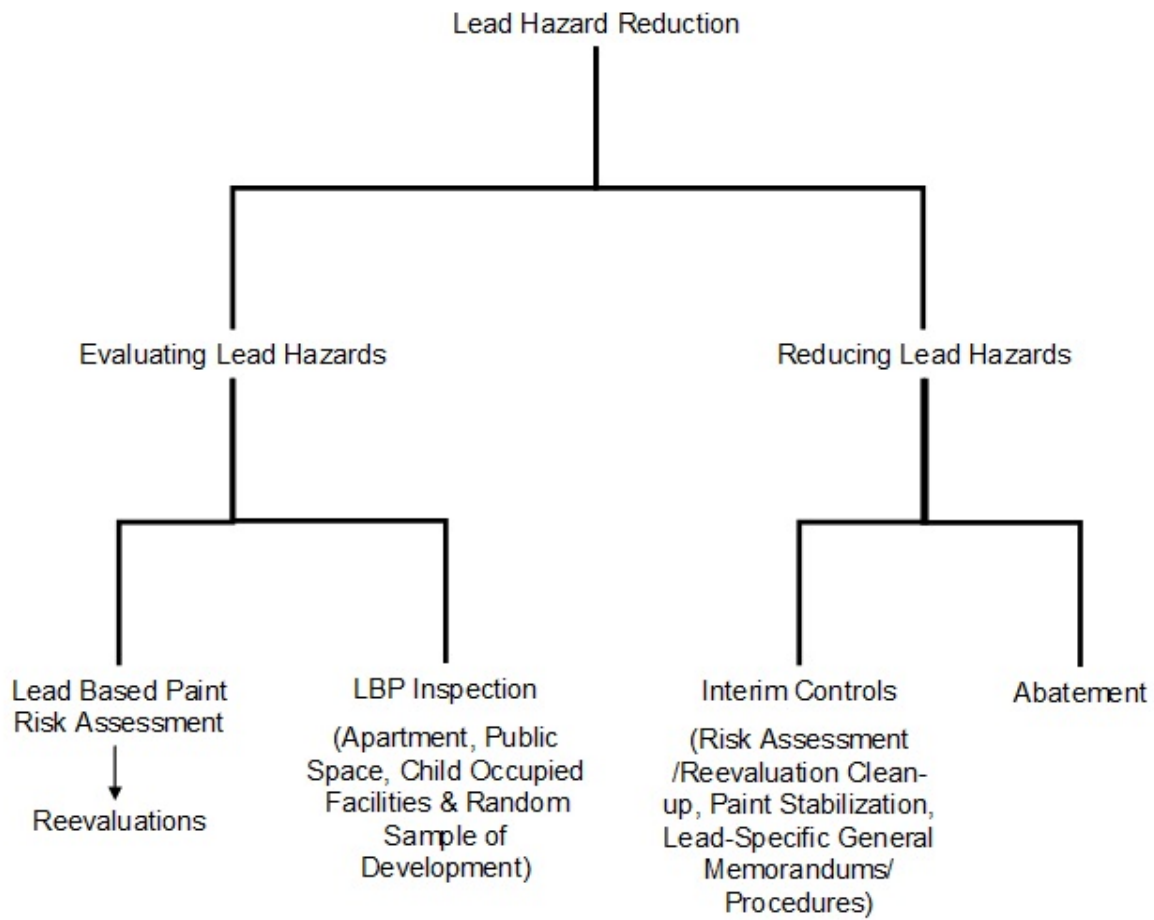 Lead Hazard Reduction
Evaluating Lead Hazards
Reducing Lead Hazards
Lead Based Paint
Risk Assessment
Reevaluations
LBP Inspection
(Apartment, Public
Space, Child Occupied
Facilities & Random
Sample of
Development)
Interim Controls
(Risk Assessment
/Reevaluation Clean-
up, Paint Stabilization,
Lead-Specific General
Memorandums/
Procedures)
Abatement